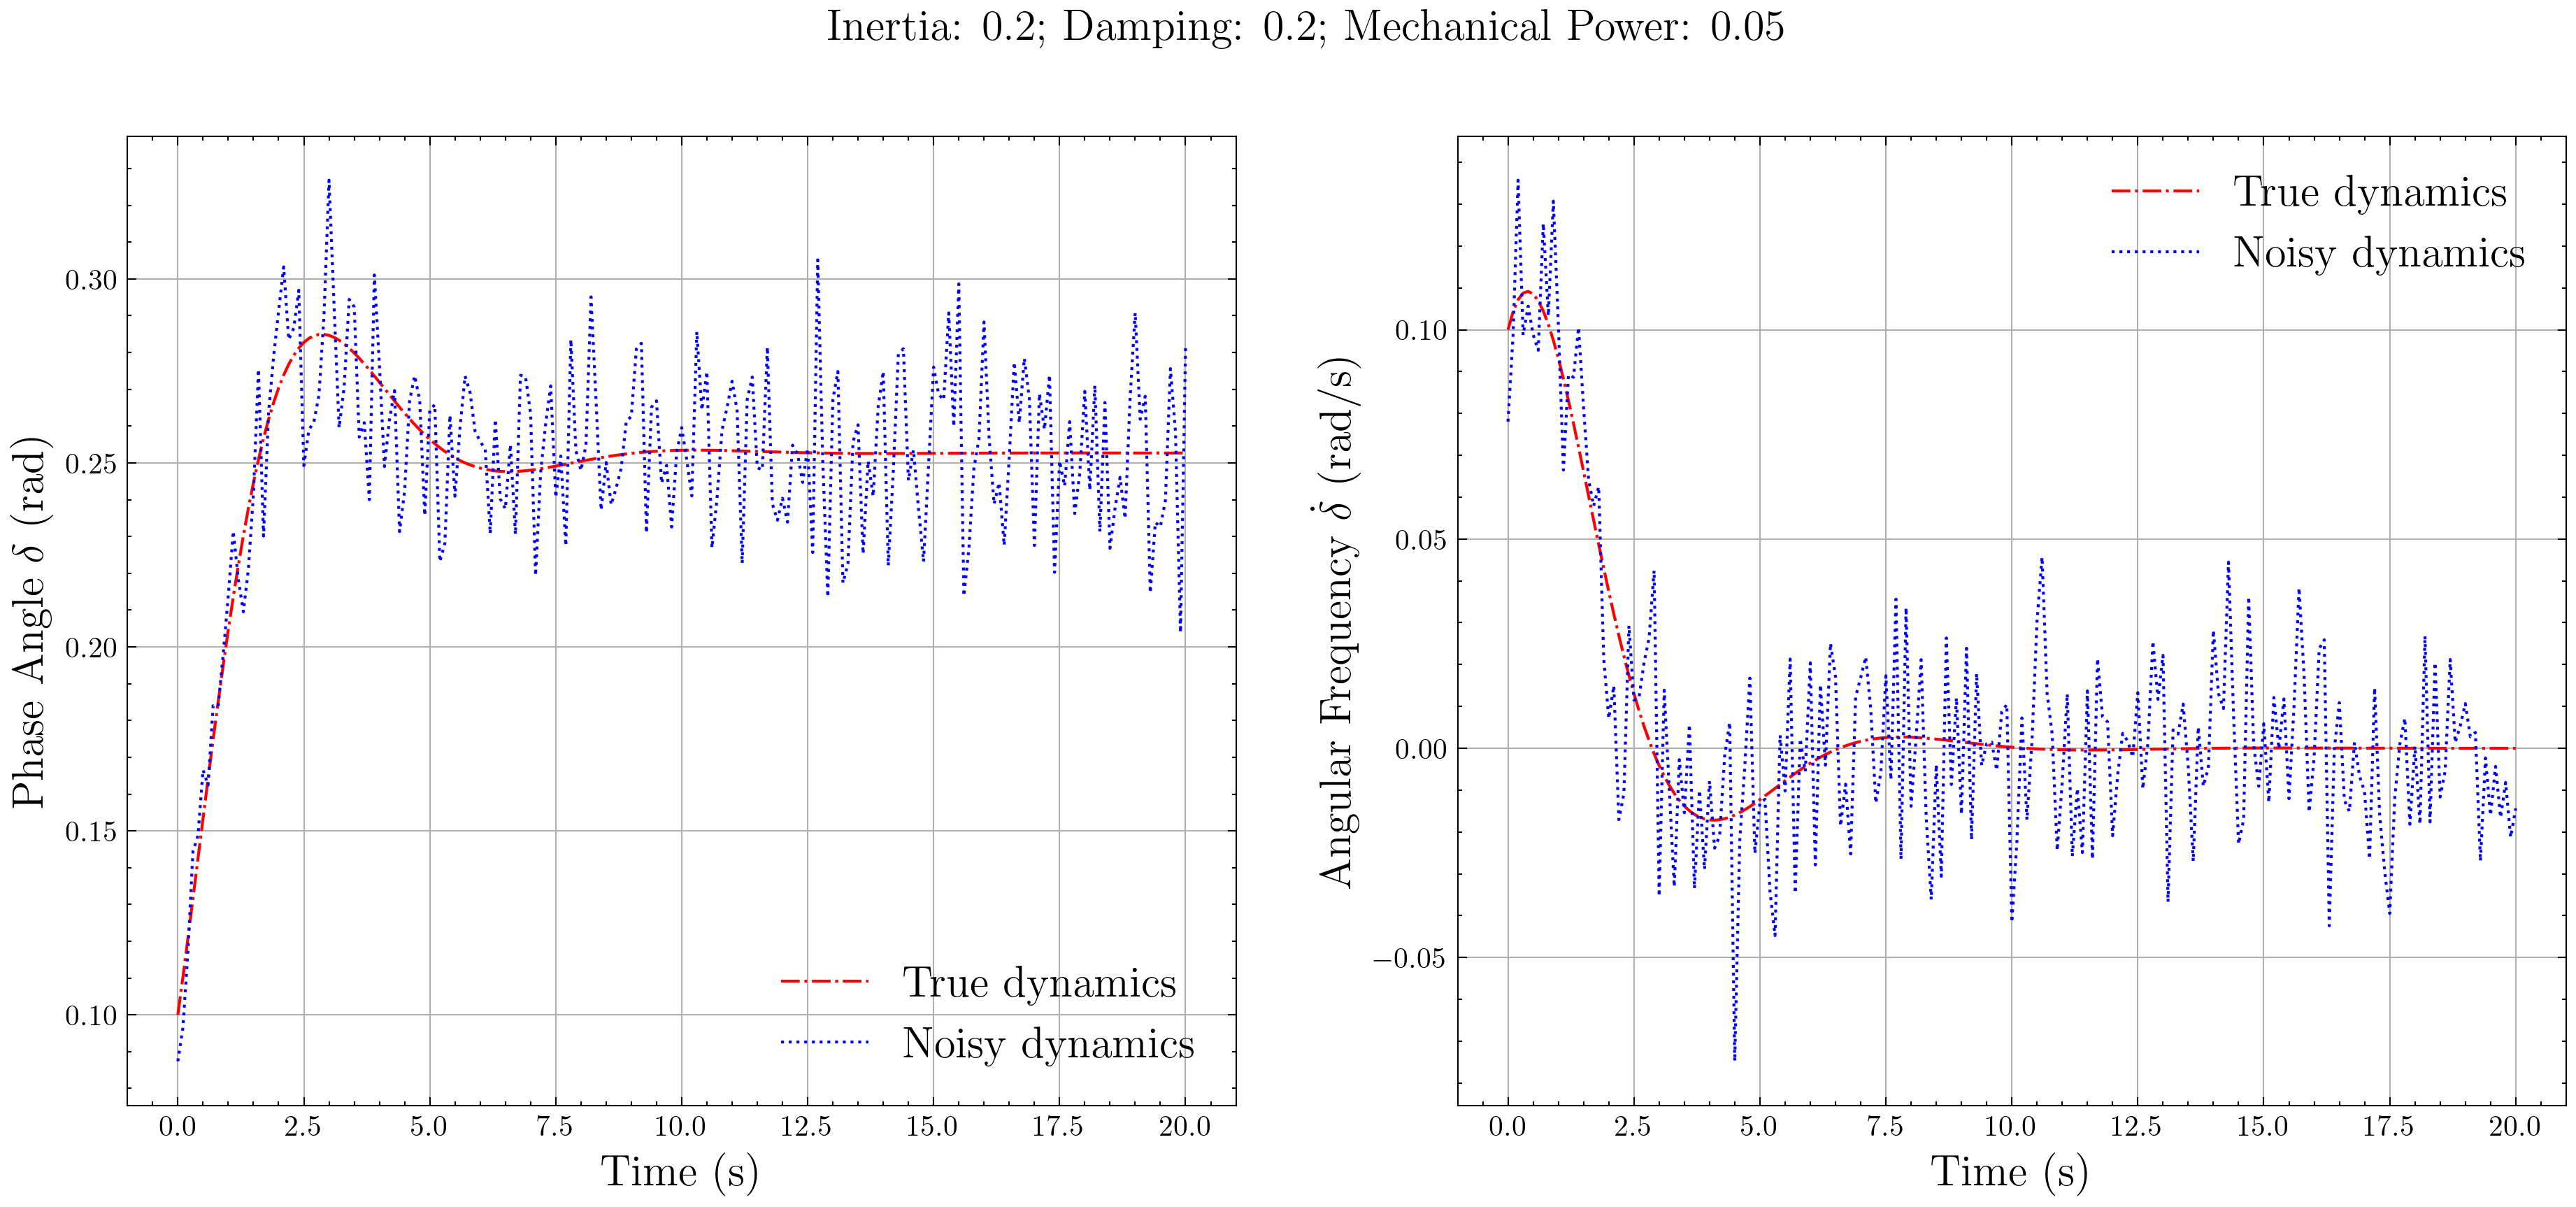 Inertia: 0.2; Damping: 0.2; Mechanical Power: 0.05
Phase Angle δ (rad)
0.30
0.25
0.20
0.15
0.10
True dynamics
Noisy dynamics
0.0 2.5 5.0 7.5 10.0 12.5 15.0 17.5 20.0
Time (s)
Angular Frequency δ̇ (rad/s)
0.10
0.05
0.00
−0.05
True dynamics
Noisy dynamics
0.0 2.5 5.0 7.5 10.0 12.5 15.0 17.5 20.0
Time (s)